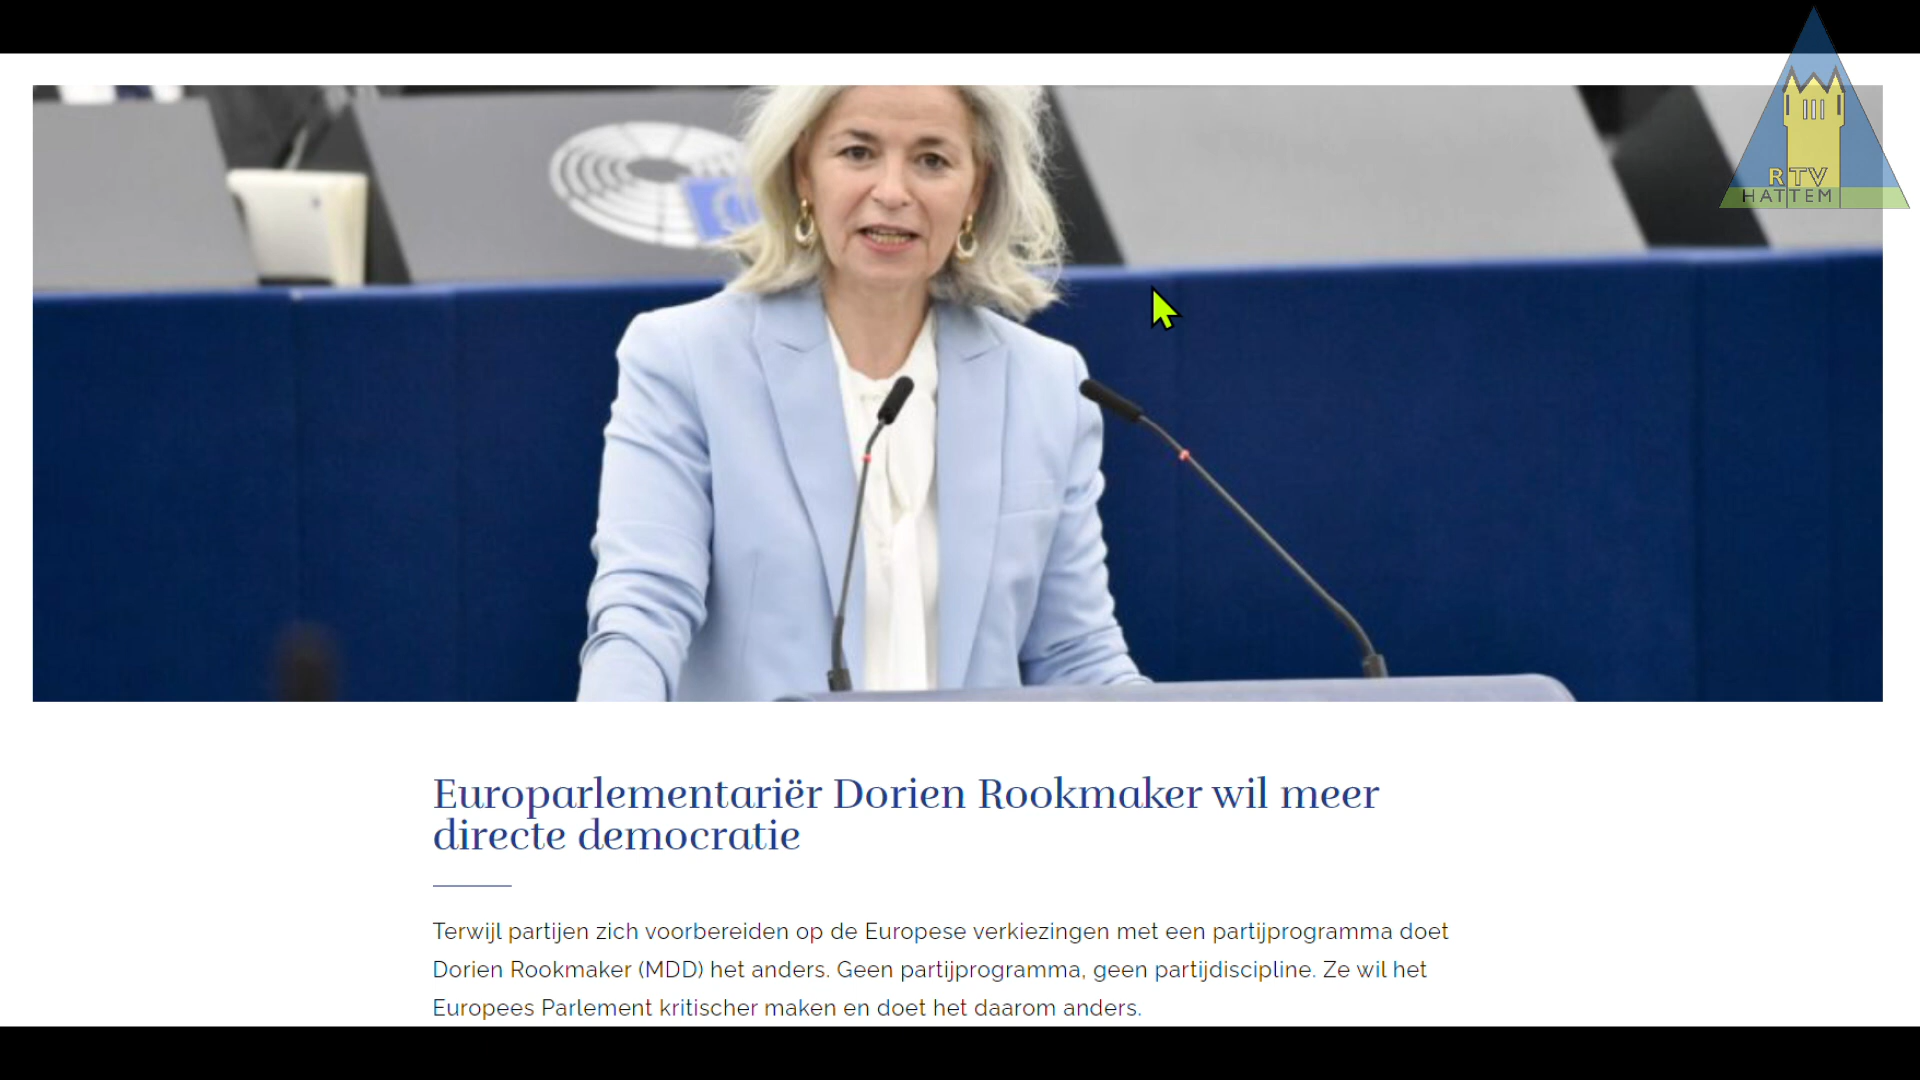 RTV
HATTEM
Europarlementariër Dorien Rookmaker wil meer
directe democratie
Terwijl partijen zich voorbereiden op de Europese verkiezingen met een partijprogramma doet
Dorien Rookmaker (MDD) het anders. Geen partijprogramma, geen partijdiscipline. Ze wil het
Europees Parlement kritischer maken en doet het daarom anders.